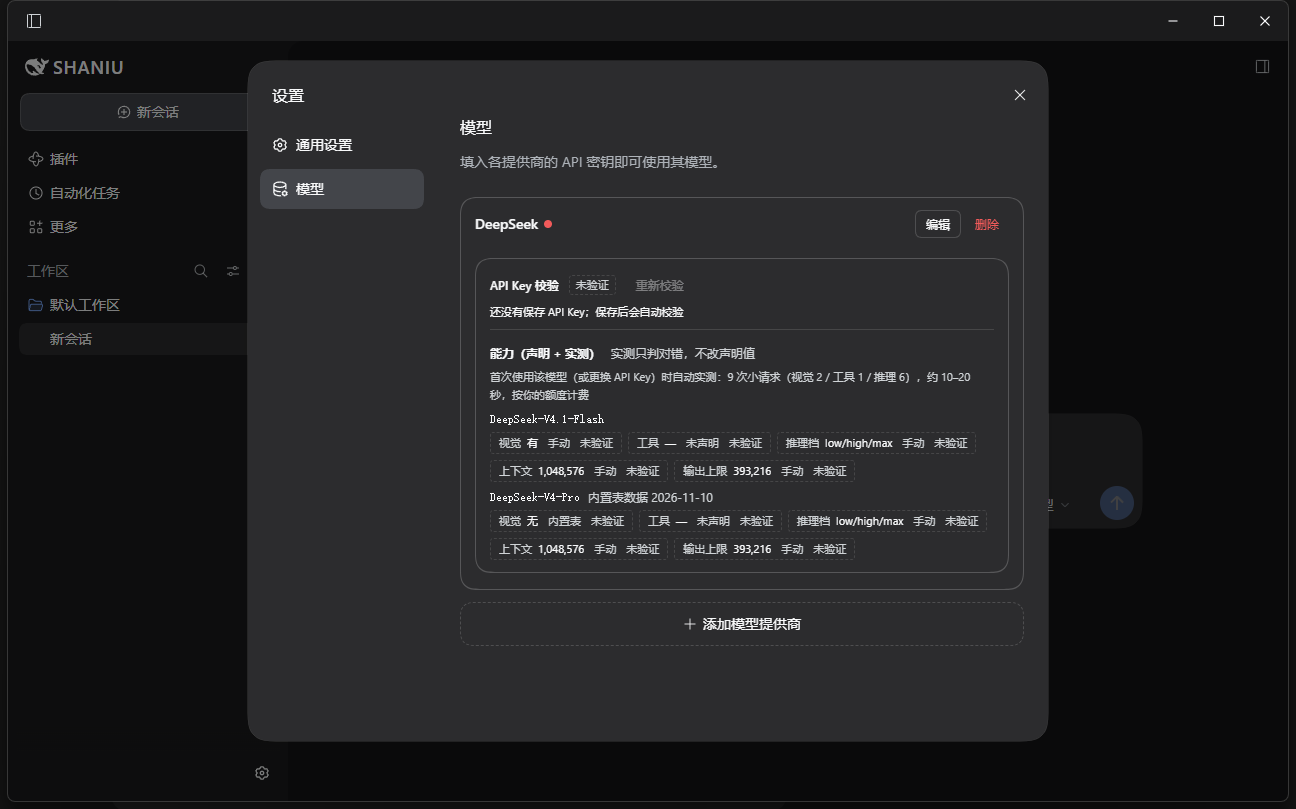 SHANIU
新会话
插件
自动化任务
更多
工作区
默认工作区
新会话
设置
通用设置
模型
模型
填入各提供商的 API 密钥即可使用其模型。
DeepSeek
编辑 删除
API Key 校验 未验证 重新校验
还没有保存 API Key；保存后会自动校验
能力（声明 + 实测） 实测只判对错，不改声明值
首次使用该模型（或更换 API Key）时自动实测：9 次小请求（视觉 2 / 工具 1 / 推理 6），约 10–20
秒，按你的额度计费
DeepSeek-V4.1-Flash
视觉 有 手动 未验证 工具 — 未声明 未验证 推理档 low/high/max 手动 未验证
上下文 1,048,576 手动 未验证 输出上限 393,216 手动 未验证
DeepSeek-V4-Pro 内置表数据 2026-11-10
视觉 无 内置表 未验证 工具 — 未声明 未验证 推理档 low/high/max 手动 未验证
上下文 1,048,576 手动 未验证 输出上限 393,216 手动 未验证
添加模型提供商
型